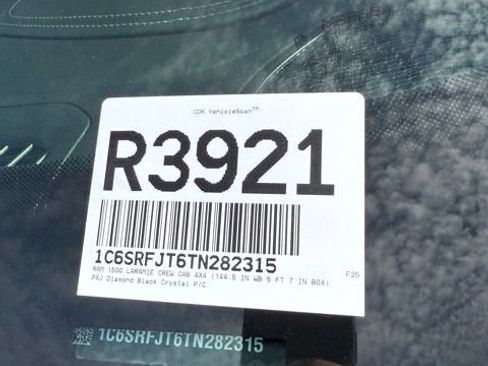 CDK VehicleScan™
R3921
1C6SRFJT6TN282315
RAM 1500 LARAMIE CREW CAB 4X4 (144.5 IN WB 5 FT 7 IN BOX)
F25
PXJ Diamond Black Crystal P/C
1C6SRFJT6TN282315